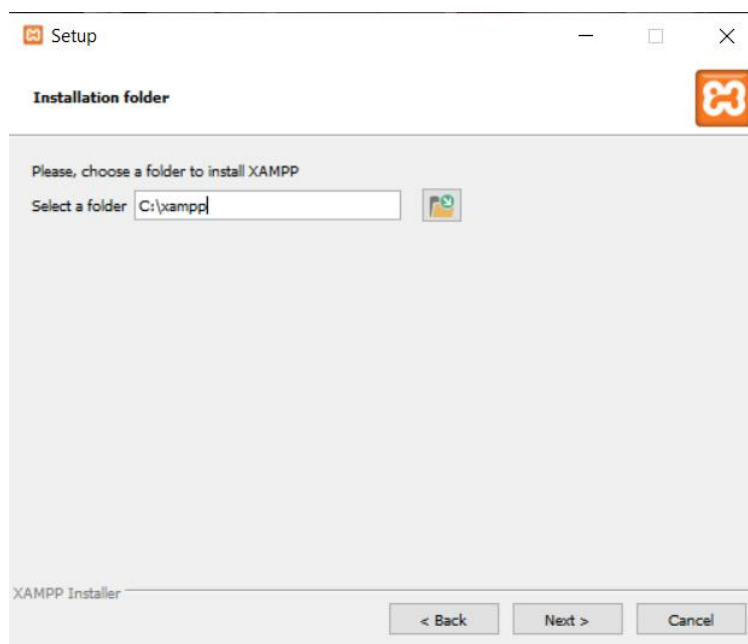 Setup
Installation folder
Please, choose a folder to install XAMPP
Select a folder C:\xampp
XAMPP Installer
< Back Next > Cancel